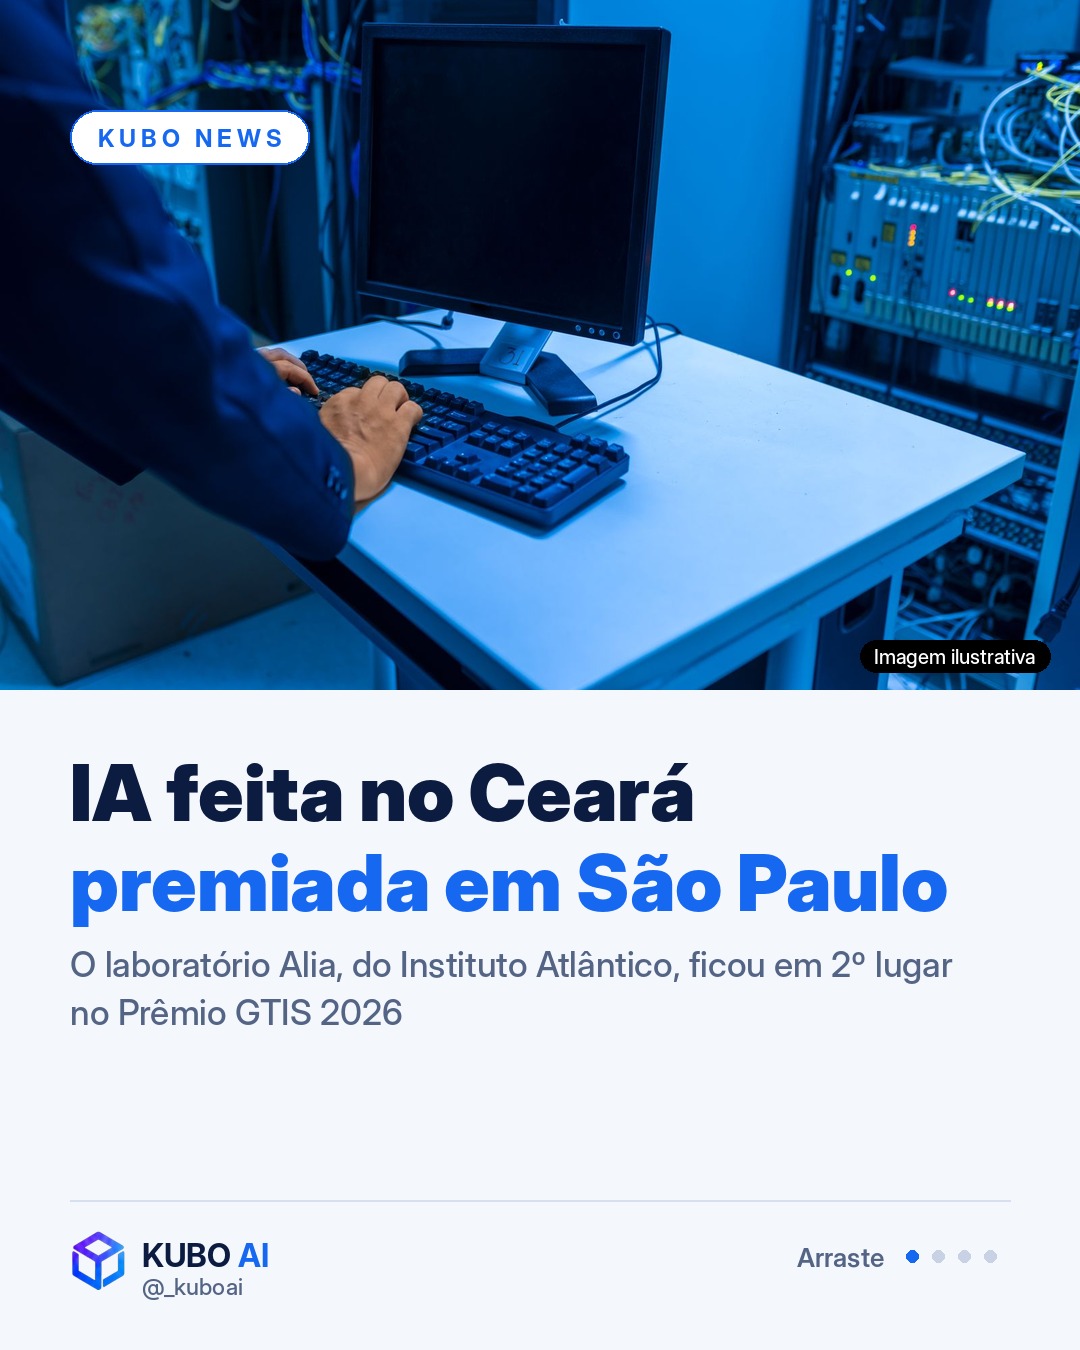 KUBO NEWS
Imagem ilustrativa
IA feita no Ceará
premiada em São Paulo
O laboratório Alia, do Instituto Atlântico, ficou em 2º lugar
no Prêmio GTIS 2026
KUBO AI
@_kuboai
Arraste